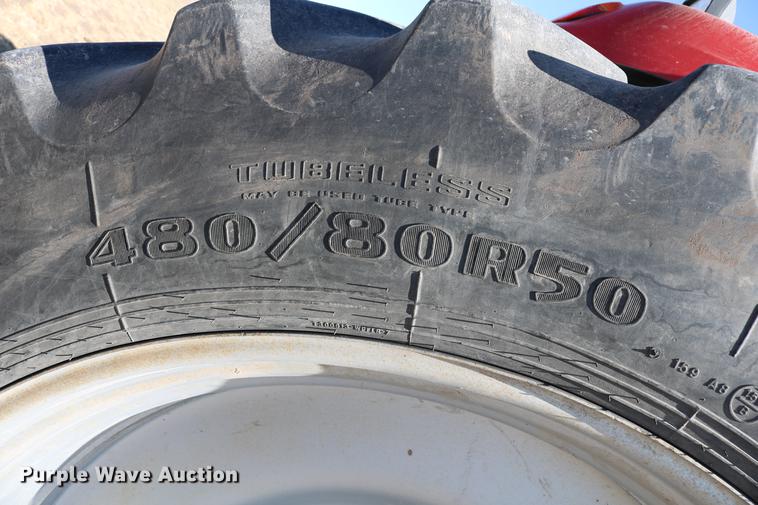 TUBELESS
MAY BE USED TUBE TYPE
480/80R50
159 A8
B
Purple Wave Auction